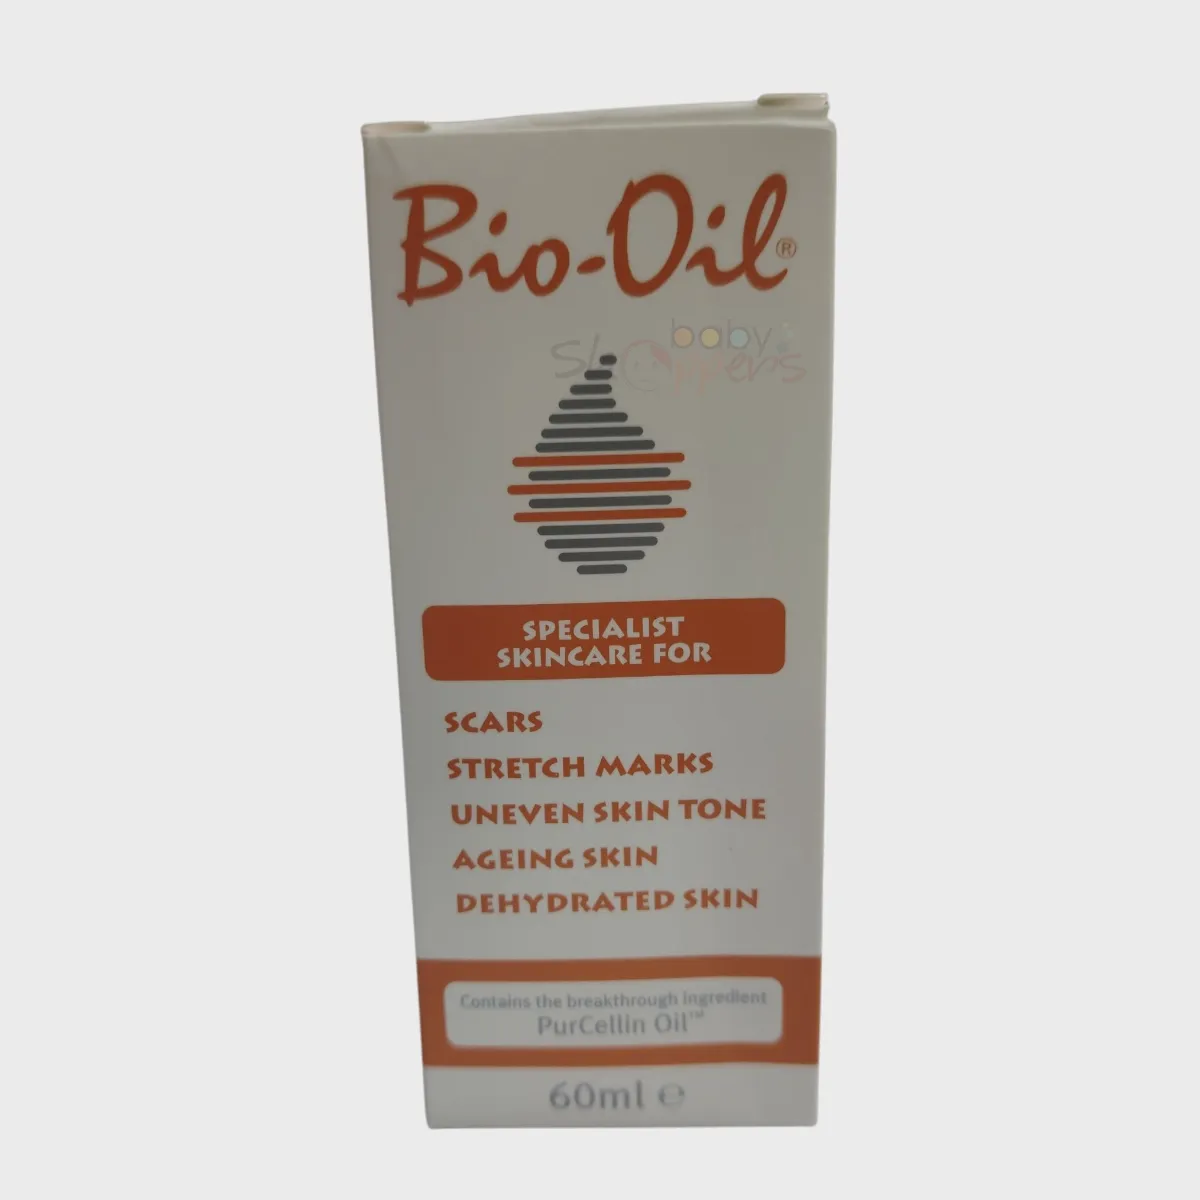 Bio-Oil®
baby
Shoppers
SPECIALIST
SKINCARE FOR
SCARS
STRETCH MARKS
UNEVEN SKIN TONE
AGEING SKIN
DEHYDRATED SKIN
Contains the breakthrough ingredient
PurCellin Oil™
60ml ℮